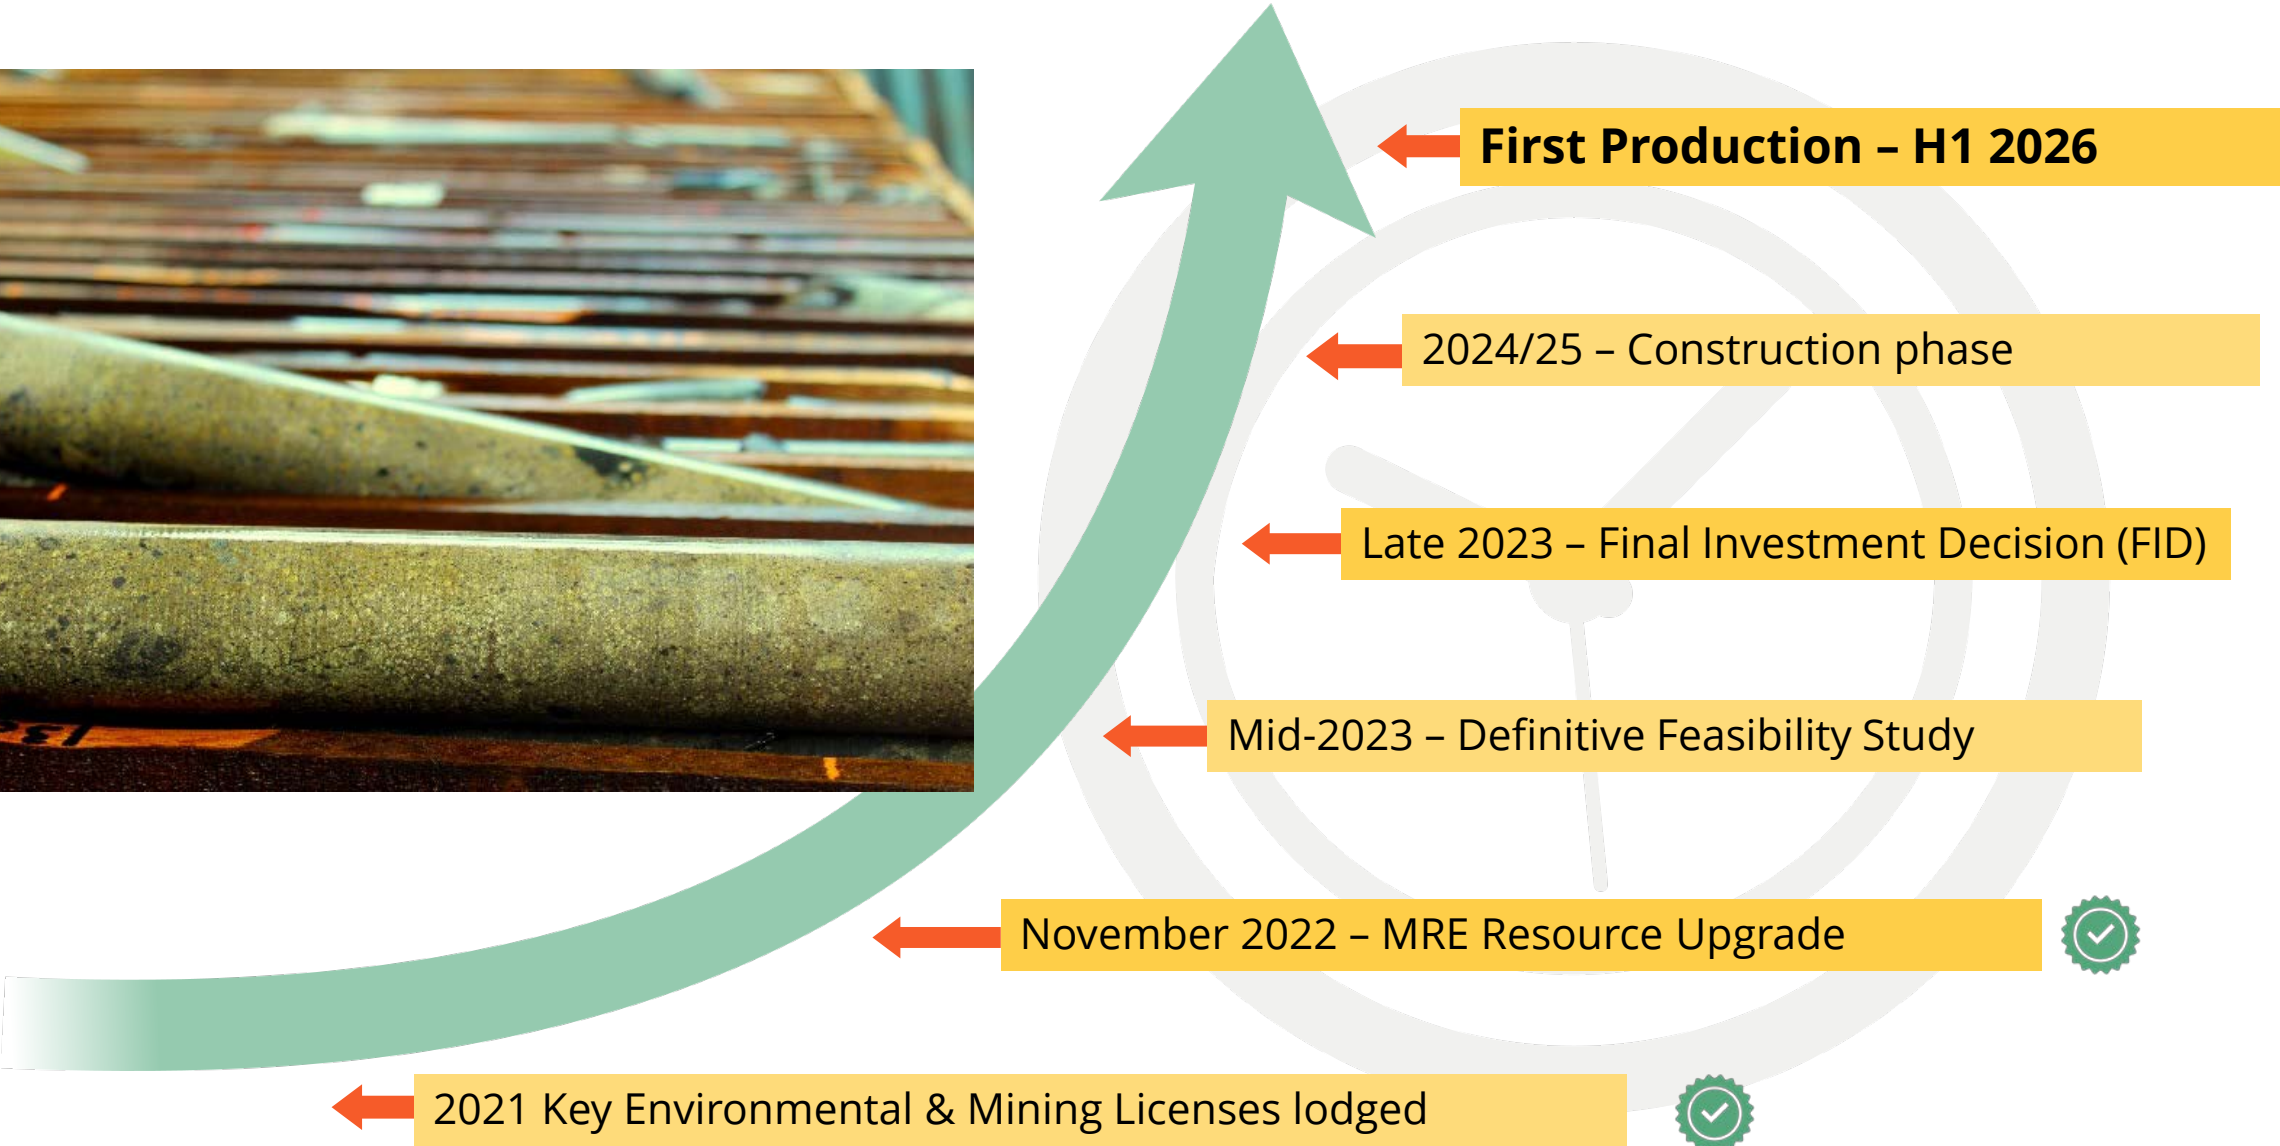 First Production – H1 2026
2024/25 – Construction phase
Late 2023 – Final Investment Decision (FID)
Mid-2023 – Definitive Feasibility Study
November 2022 – MRE Resource Upgrade
2021 Key Environmental & Mining Licenses lodged